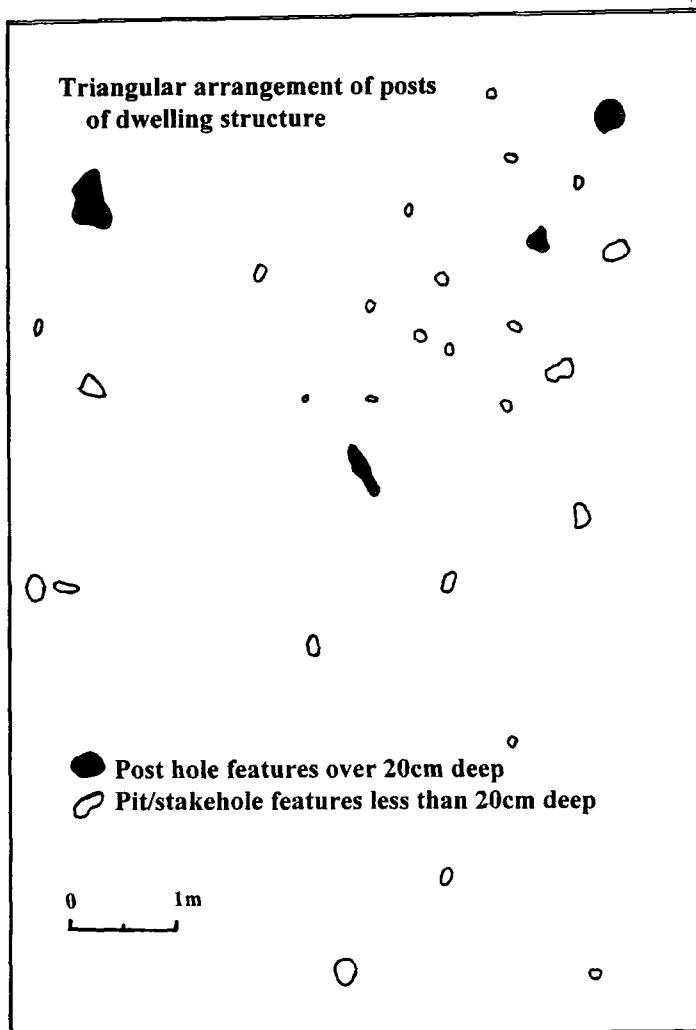 Triangular arrangement of posts
of dwelling structure
Post hole features over 20cm deep
Pit/stakehole features less than 20cm deep
0 1m